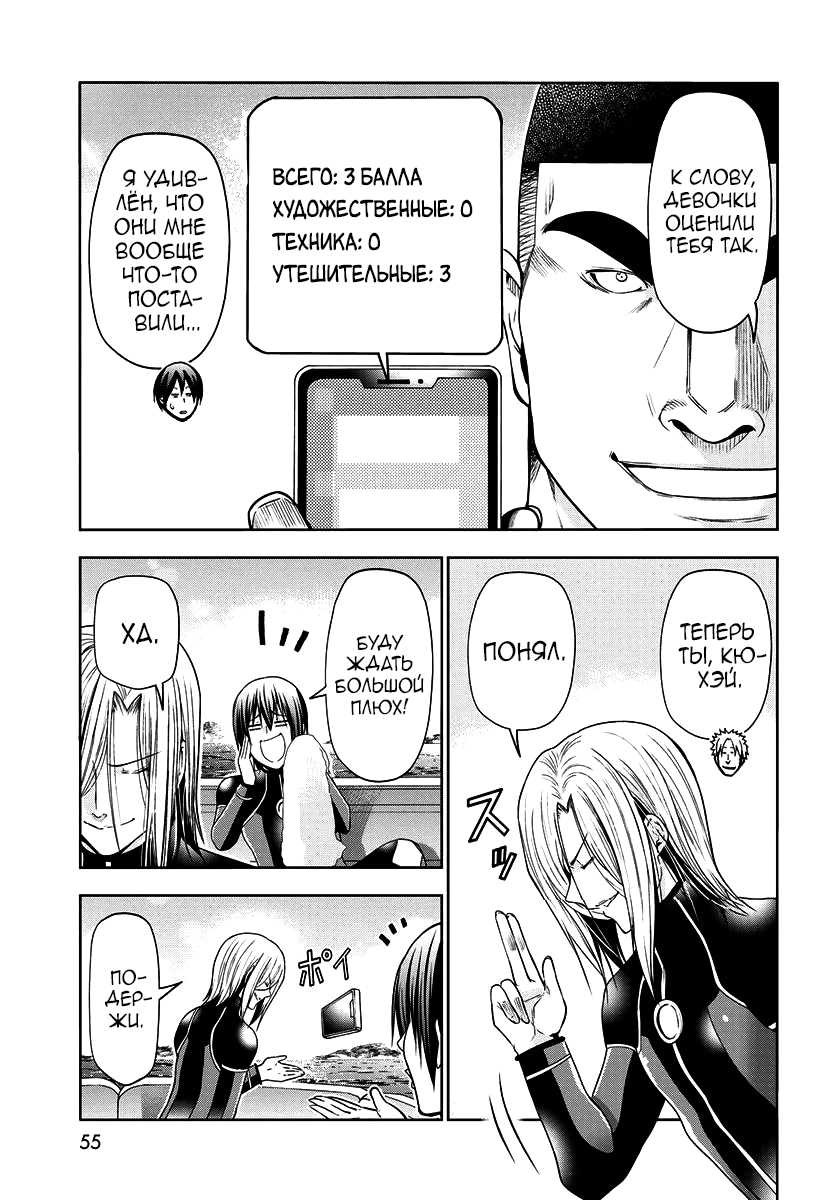 К СЛОВУ,
ДЕВОЧКИ
ОЦЕНИЛИ
ТЕБЯ ТАК.
ВСЕГО: 3 БАЛЛА
ХУДОЖЕСТВЕННЫЕ: 0
ТЕХНИКА: 0
УТЕШИТЕЛЬНЫЕ: 3
Я УДИВ-
ЛЁН, ЧТО
ОНИ МНЕ
ВООБЩЕ
ЧТО-ТО
ПОСТА-
ВИЛИ...
ТЕПЕРЬ
ТЫ, КЮ-
ХЭЙ.
ПОНЯЛ.
スッ
БУДУ
ЖДАТЬ
БОЛЬШОЙ
ПЛЮХ!
ХА.
ПО-
ДЕР-
ЖИ.
ポイ
55